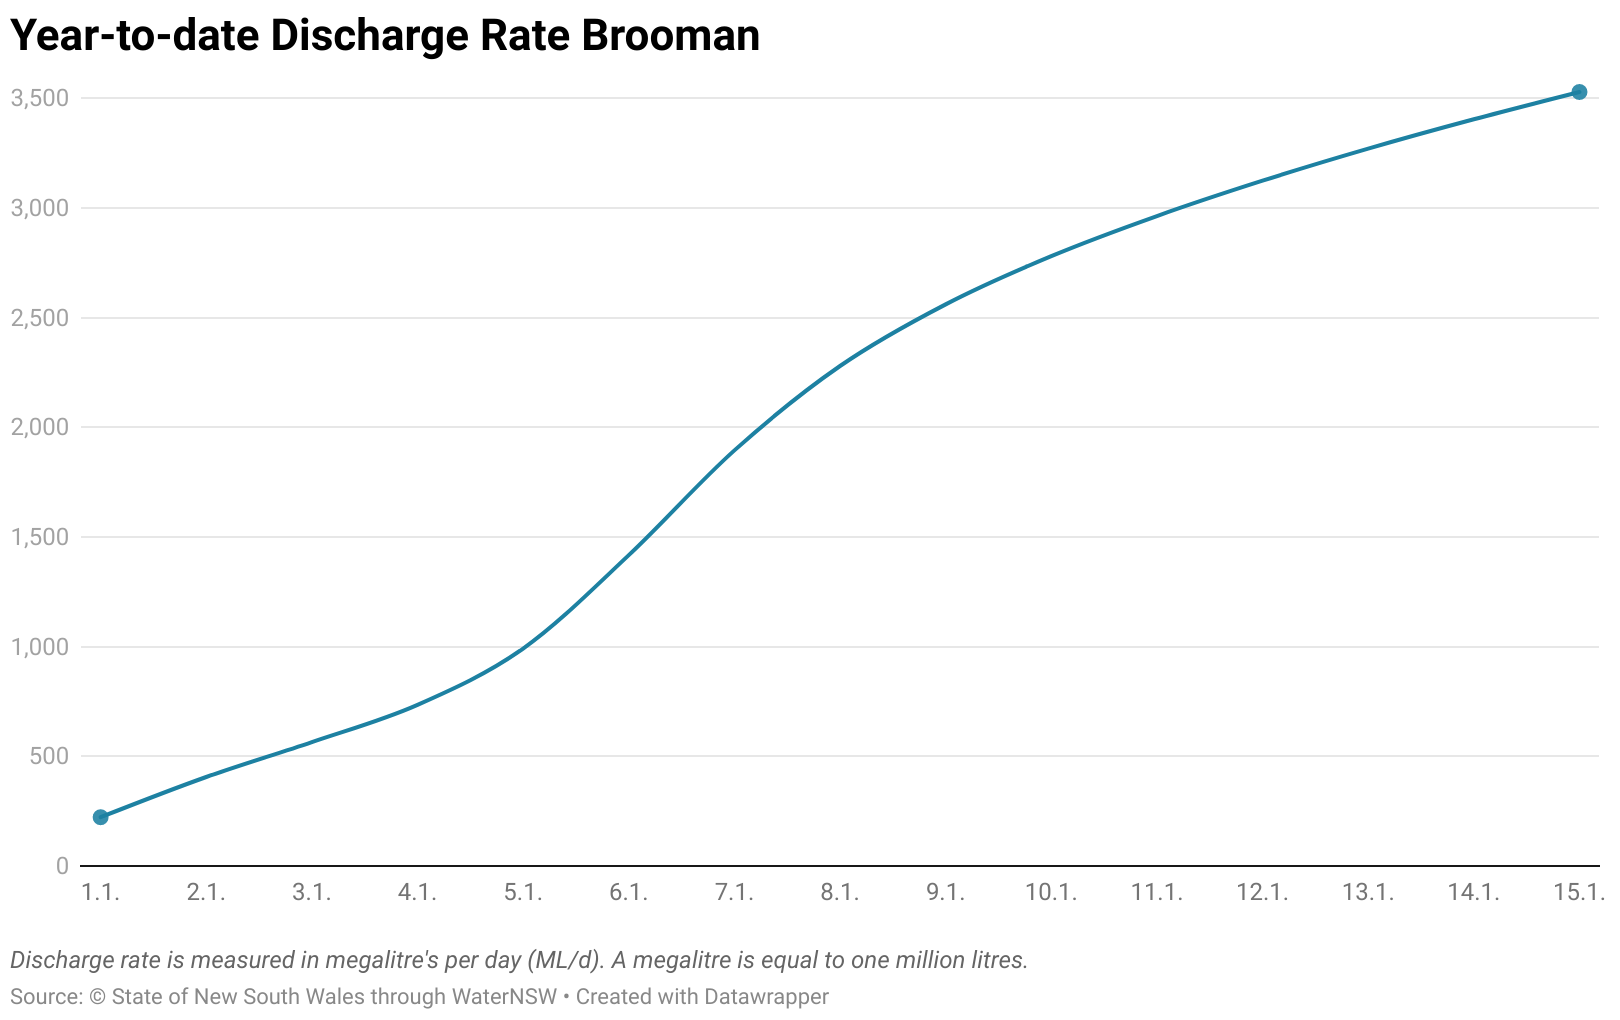 Year-to-date Discharge Rate Brooman
3,500
3,000
2,500
2,000
1,500
1,000
500
0
1.1. 2.1. 3.1. 4.1. 5.1. 6.1. 7.1. 8.1. 9.1. 10.1. 11.1. 12.1. 13.1. 14.1. 15.1.
Discharge rate is measured in megalitre's per day (ML/d). A megalitre is equal to one million litres.
Source: © State of New South Wales through WaterNSW • Created with Datawrapper